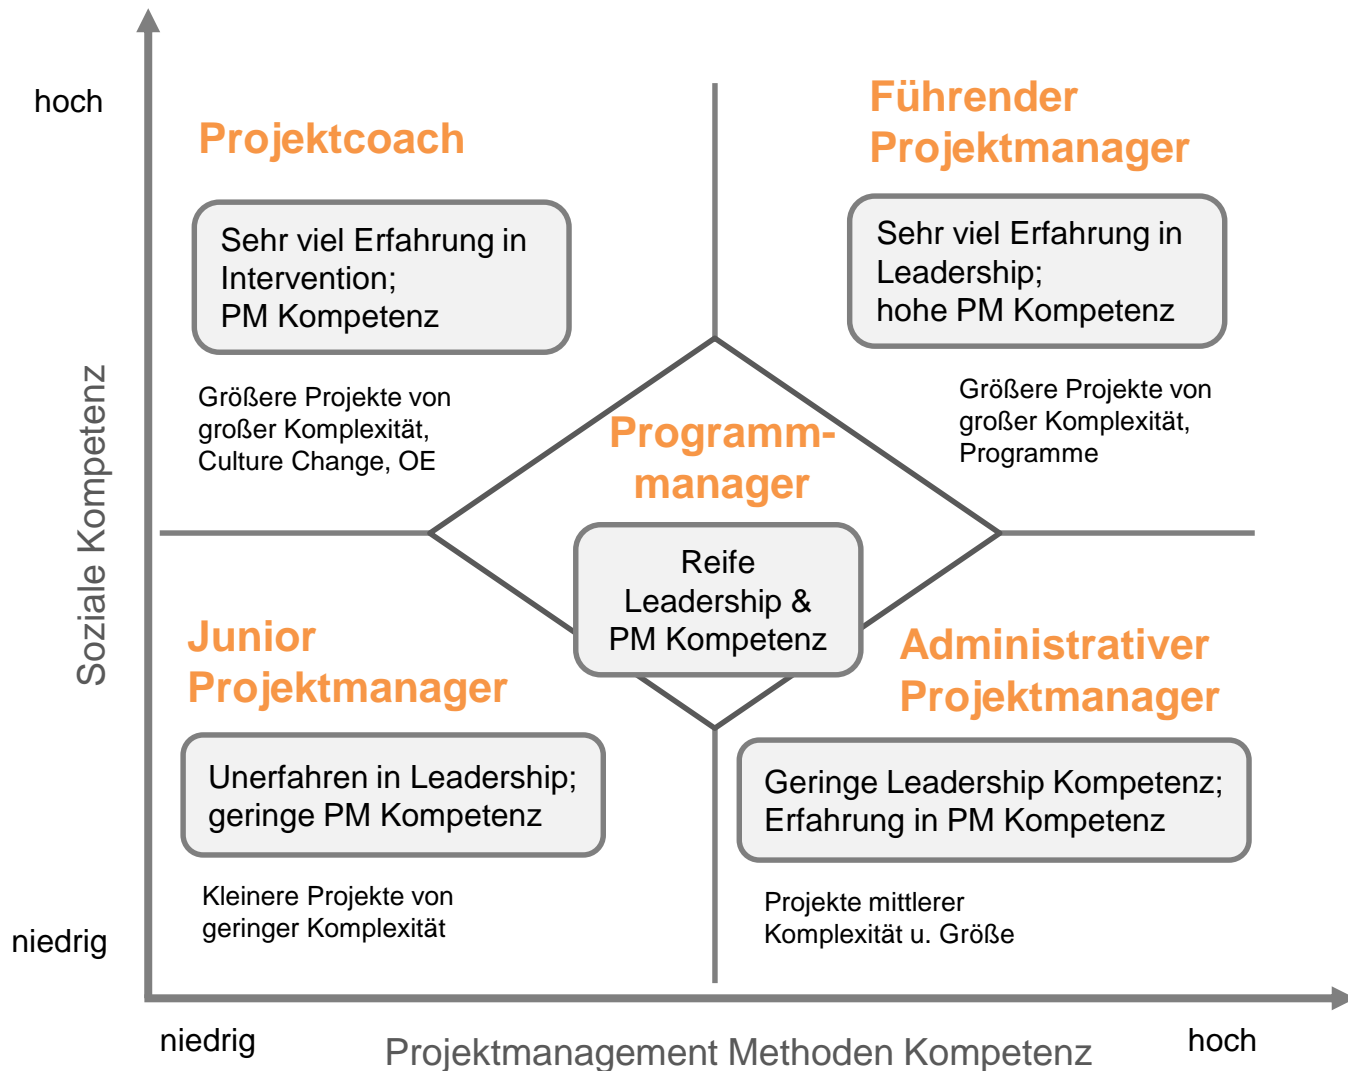 hoch
Projektcoach
Sehr viel Erfahrung in
Intervention;
PM Kompetenz
Größere Projekte von
großer Komplexität,
Culture Change, OE
Führender
Projektmanager
Sehr viel Erfahrung in
Leadership;
hohe PM Kompetenz
Größere Projekte von
großer Komplexität,
Programme
Programm-
manager
Reife
Leadership &
PM Kompetenz
Soziale Kompetenz
Junior
Projektmanager
Unerfahren in Leadership;
geringe PM Kompetenz
Kleinere Projekte von
geringer Komplexität
Administrativer
Projektmanager
Geringe Leadership Kompetenz;
Erfahrung in PM Kompetenz
Projekte mittlerer
Komplexität u. Größe
niedrig
niedrig
Projektmanagement Methoden Kompetenz
hoch